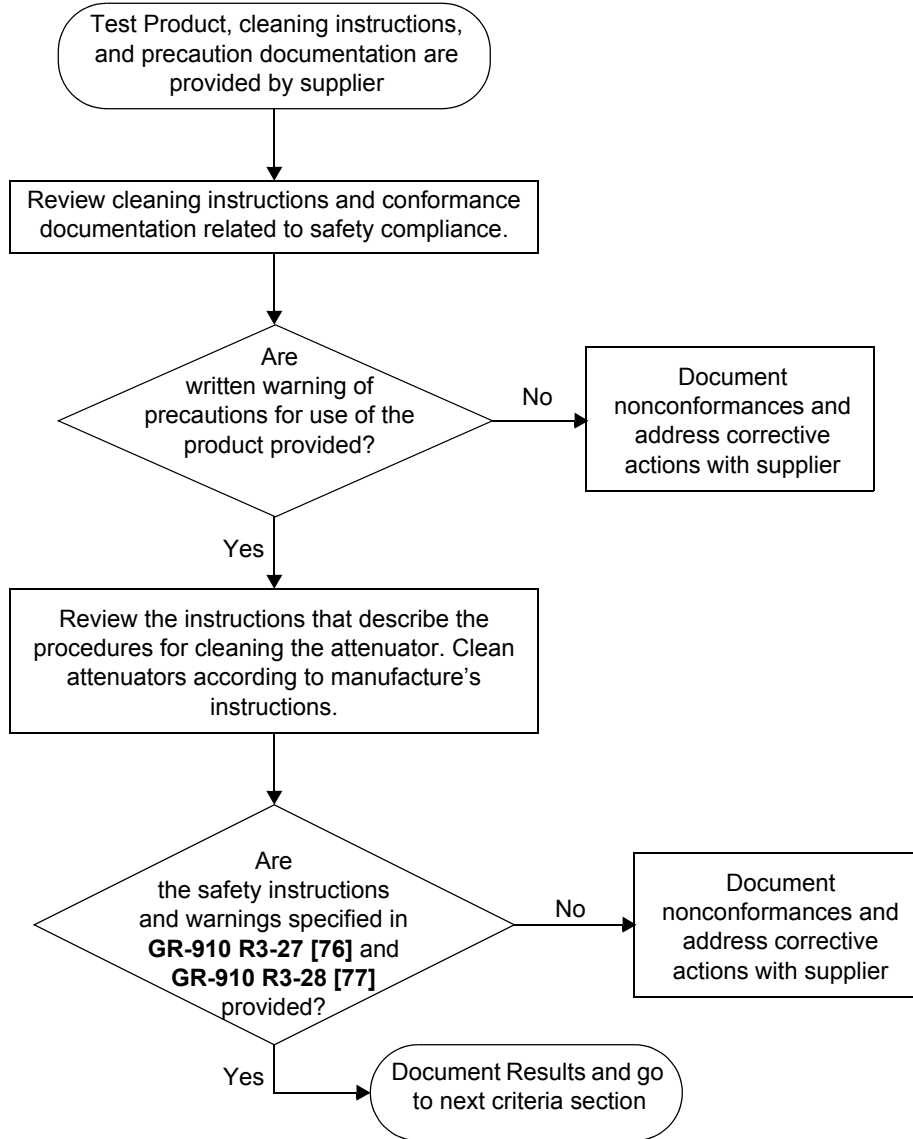 Test Product, cleaning instructions,
and precaution documentation are
provided by supplier
Review cleaning instructions and conformance
documentation related to safety compliance.
Are
written warning of
precautions for use of the
product provided?
No
Document
nonconformances and
address corrective
actions with supplier
Yes
Review the instructions that describe the
procedures for cleaning the attenuator. Clean
attenuators according to manufacture's
instructions.
Are
the safety instructions
and warnings specified in
GR-910 R3-27 [76] and
GR-910 R3-28 [77]
provided?
No
Document
nonconformances and
address corrective
actions with supplier
Yes
Document Results and go
to next criteria section